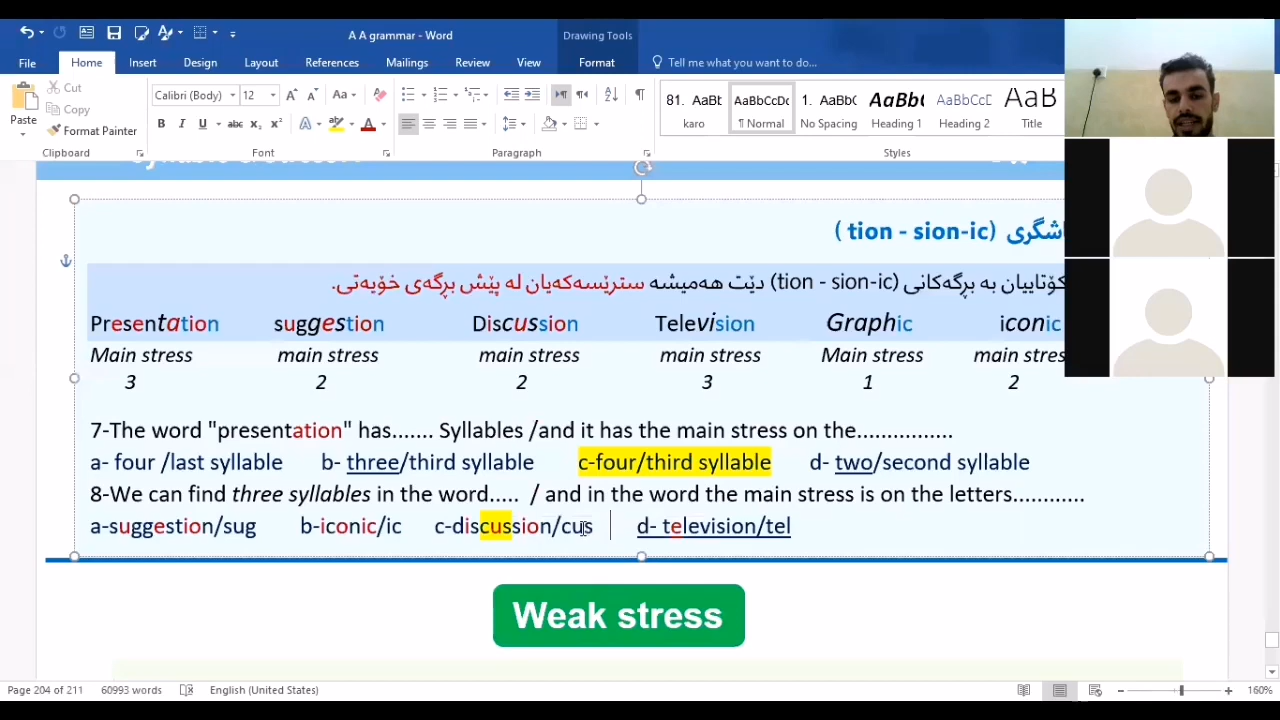 A A grammar - Word
Drawing Tools
File Home Insert Design Layout References Mailings Review View Format Tell me what you want to do...
Paste Cut Copy Format Painter
Calibri (Body) 12
AaBbCcDc
karo ¶ Normal No Spacing Heading 1 Heading 2 Title
Clipboard Font Paragraph Styles
(tion - sion-ic )
کۆتاییان بە بڕگەکانی (tion - sion-ic) دێت هەمیشە سترێسەکەیان لە پێش بڕگەی خۆیەتی.
Presentation suggestion Discussion Television Graphic iconic
Main stress main stress main stress main stress Main stress main stress
3 2 2 3 1 2
7-The word "presentation" has....... Syllables /and it has the main stress on the................
a- four /last syllable b- three/third syllable c-four/third syllable d- two/second syllable
8-We can find three syllables in the word..... / and in the word the main stress is on the letters............
a-suggestion/sug b-iconic/ic c-discussion/cus d- television/tel
Weak stress
Page 204 of 211 60993 words English (United States) 160%